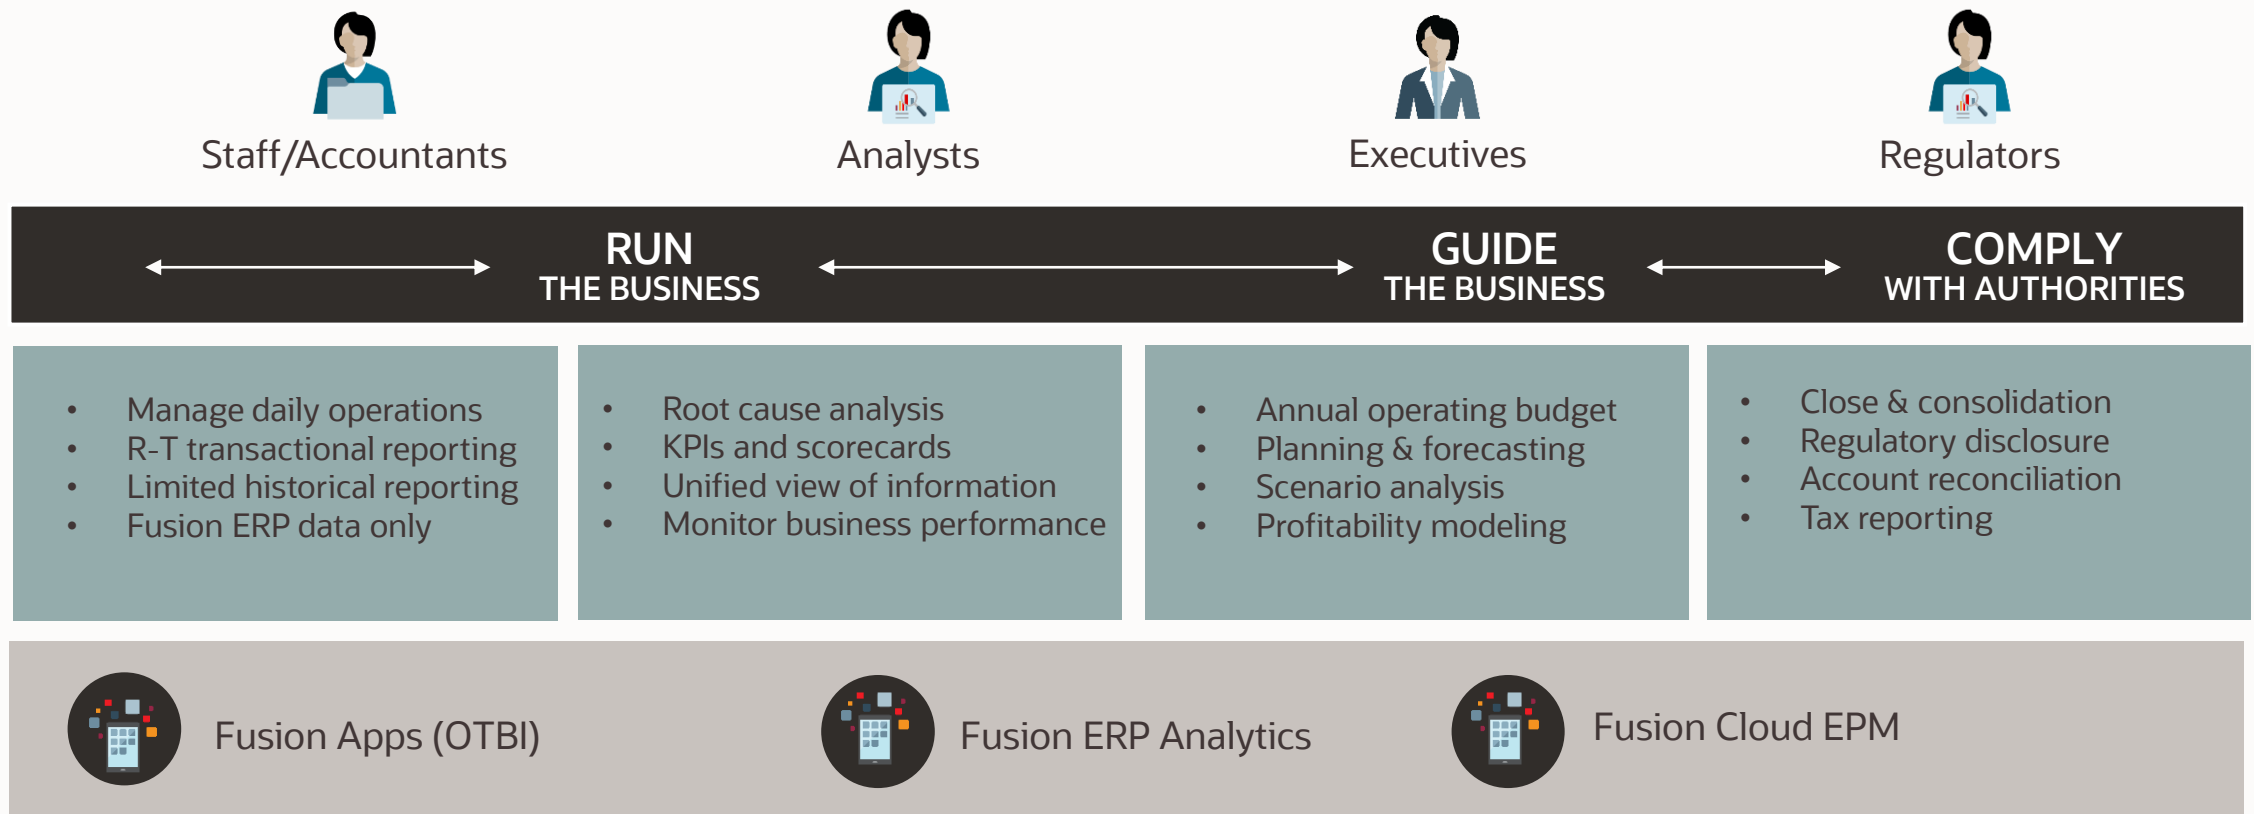 Staff/Accountants
Analysts
Executives
Regulators
RUN
THE BUSINESS
GUIDE
THE BUSINESS
COMPLY
WITH AUTHORITIES
• Manage daily operations
• R-T transactional reporting
• Limited historical reporting
• Fusion ERP data only
• Root cause analysis
• KPIs and scorecards
• Unified view of information
• Monitor business performance
• Annual operating budget
• Planning & forecasting
• Scenario analysis
• Profitability modeling
• Close & consolidation
• Regulatory disclosure
• Account reconciliation
• Tax reporting
Fusion Apps (OTBI)
Fusion ERP Analytics
Fusion Cloud EPM